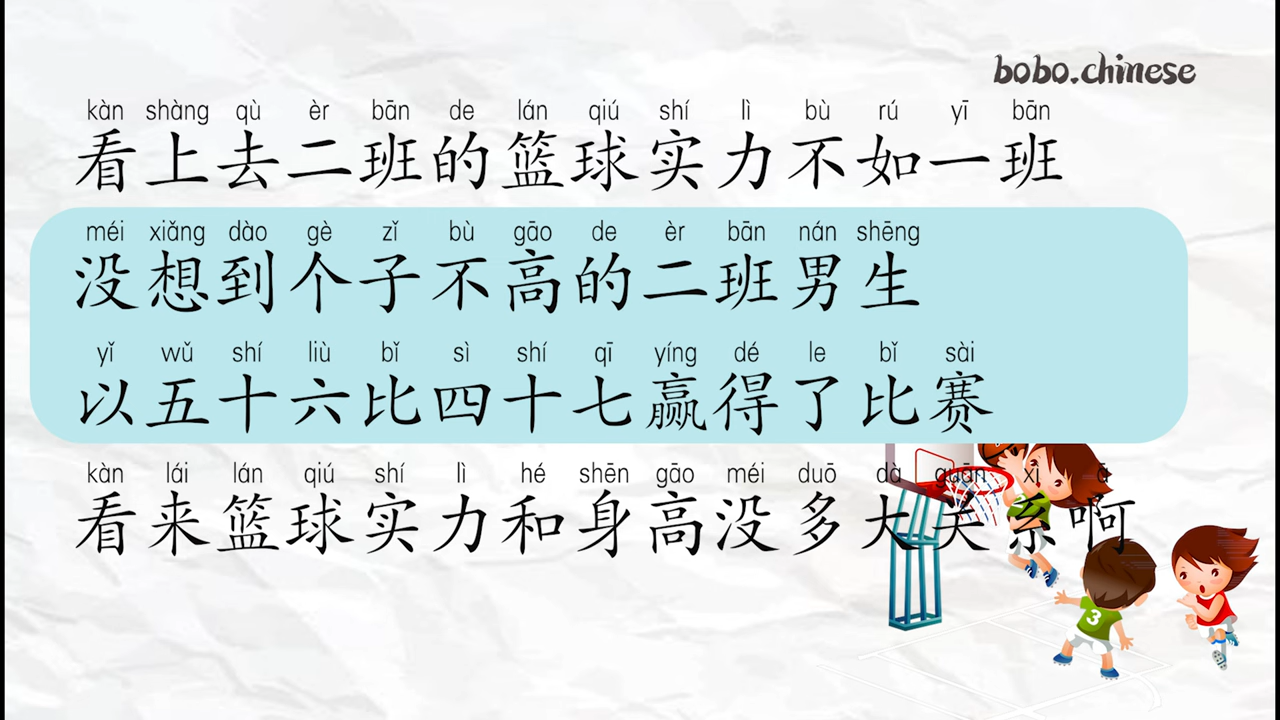 bobo.chinese
kàn shàng qù èr bān de lán qiú shí lì bù rú yī bān
看上去二班的篮球实力不如一班
méi xiǎng dào gè zǐ bù gāo de èr bān nán shēng
没想到个子不高的二班男生
yǐ wǔ shí liù bǐ sì shí qī yíng dé le bǐ sài
以五十六比四十七赢得了比赛
kàn lái lán qiú shí lì hé shēn gāo méi duō dà guān xì ā
看来篮球实力和身高没多大关系啊
3